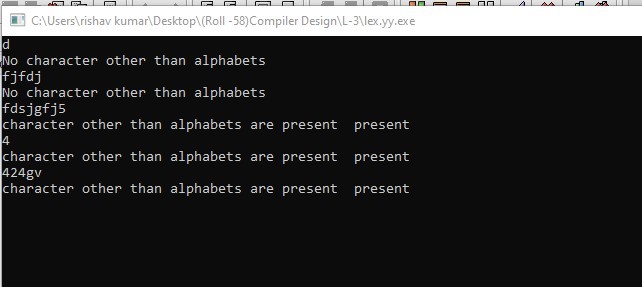 C:\Users\rishav kumar\Desktop\(Roll -58)Compiler Design\L-3\lex.yy.exe
d
No character other than alphabets
fjfdj
No character other than alphabets
fdsjgfj5
character other than alphabets are present  present
4
character other than alphabets are present  present
424gv
character other than alphabets are present  present